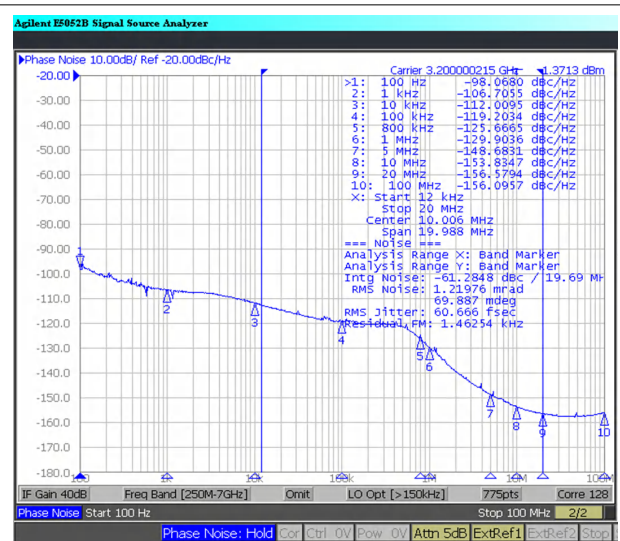 Agilent E5052B Signal Source Analyzer
▶Phase Noise 10.00dB/ Ref -20.00dBc/Hz
Carrier 3.200000215 GHz -1.3713 dBm
-20.00
-30.00
-40.00
-50.00
-60.00
-70.00
-80.00
-90.00
-100.0
-110.0
-120.0
-130.0
-140.0
-150.0
-160.0
-170.0
-180.0
>1: 100 Hz -98.0680 dBc/Hz
2: 1 kHz -106.7055 dBc/Hz
3: 10 kHz -112.0095 dBc/Hz
4: 100 kHz -119.2034 dBc/Hz
5: 800 kHz -125.6665 dBc/Hz
6: 1 MHz -129.9036 dBc/Hz
7: 5 MHz -148.6831 dBc/Hz
8: 10 MHz -153.8347 dBc/Hz
9: 20 MHz -156.5794 dBc/Hz
10: 100 MHz -156.0957 dBc/Hz
X: Start 12 kHz
Stop 20 MHz
Center 10.006 MHz
Span 19.988 MHz
=== Noise ===
Analysis Range X: Band Marker
Analysis Range Y: Band Marker
Intg Noise: -61.2848 dBc / 19.69 MH
RMS Noise: 1.21976 mrad
69.887 mdeg
RMS Jitter: 60.666 fsec
Residual FM: 1.46254 kHz
1
2
3
4
5
6
7
8
9
10
10k
100M
IF Gain 40dB Freq Band [250M-7GHz] Omit LO Opt [>150kHz] 775pts Corre 128
Phase Noise Start 100 Hz Stop 100 MHz 2/2
Phase Noise: Hold Cor Ctrl 0V Pow 0V Attn 5dB ExtRef1 ExtRef2 Stop